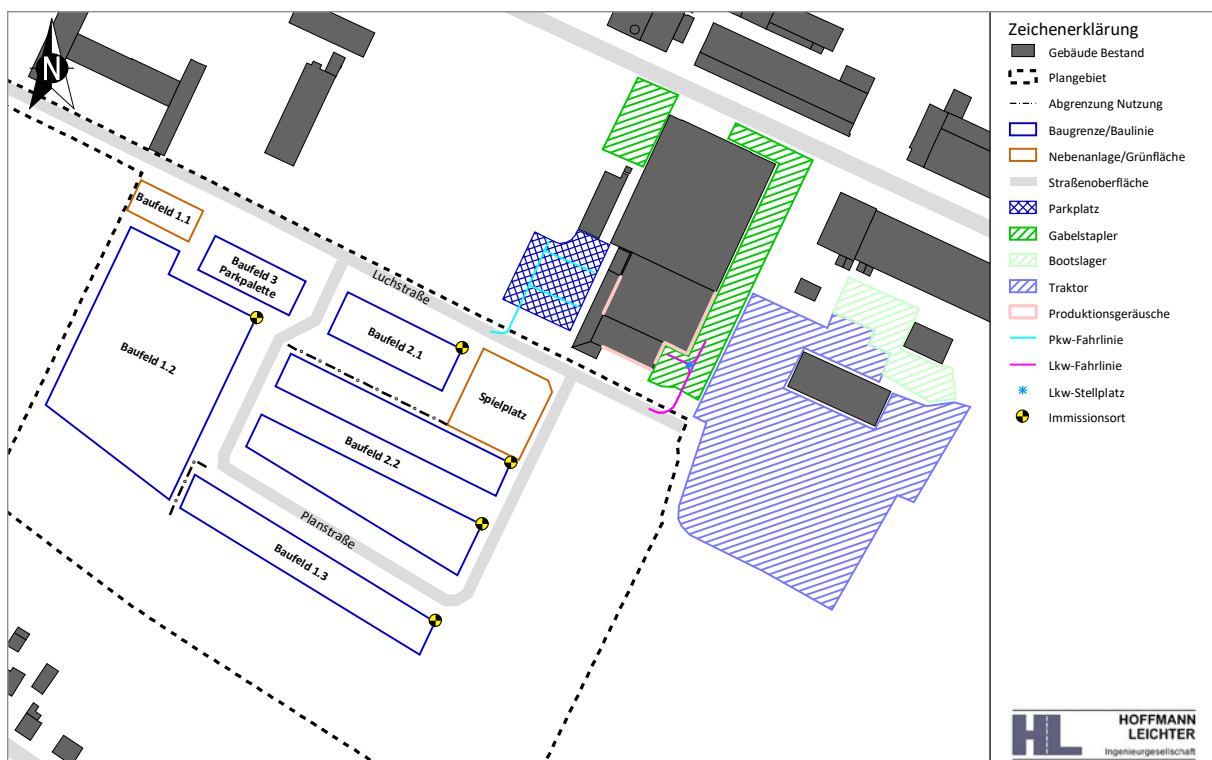 N
Baufeld 1.1
Baufeld 3
Parkpalette
Luchstraße
Baufeld 1.2
Baufeld 2.1
Spielplatz
Baufeld 2.2
Planstraße
Baufeld 1.3
Zeichenerklärung
Gebäude Bestand
Plangebiet
Abgrenzung Nutzung
Baugrenze/Baulinie
Nebenanlage/Grünfläche
Straßenoberfläche
Parkplatz
Gabelstapler
Bootslager
Traktor
Produktionsgeräusche
Pkw-Fahrlinie
Lkw-Fahrlinie
Lkw-Stellplatz
Immissionsort
HL
HOFFMANN
LEICHTER
Ingenieurgesellschaft